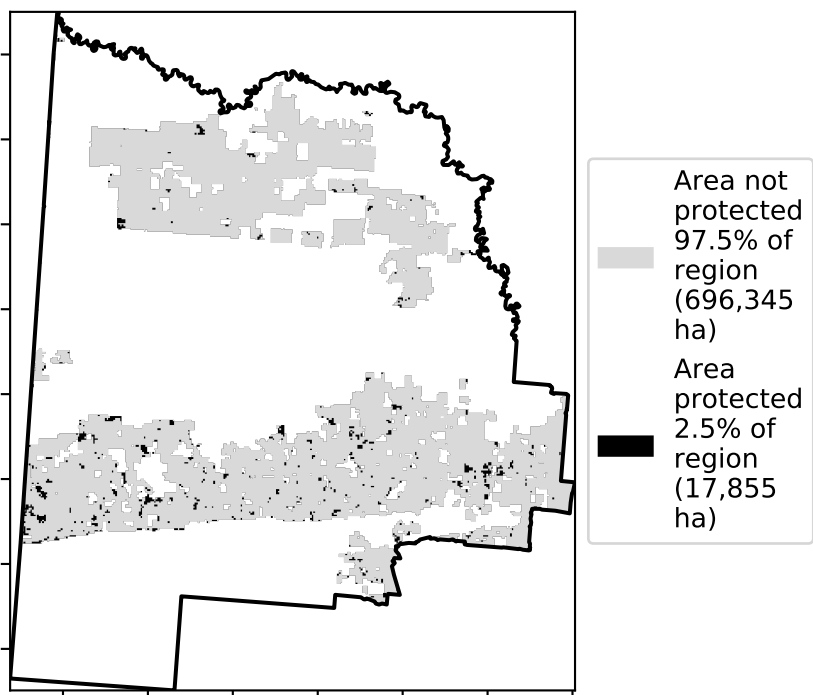 Area not
protected
97.5% of
region
(696,345
ha)
Area
protected
2.5% of
region
(17,855
ha)